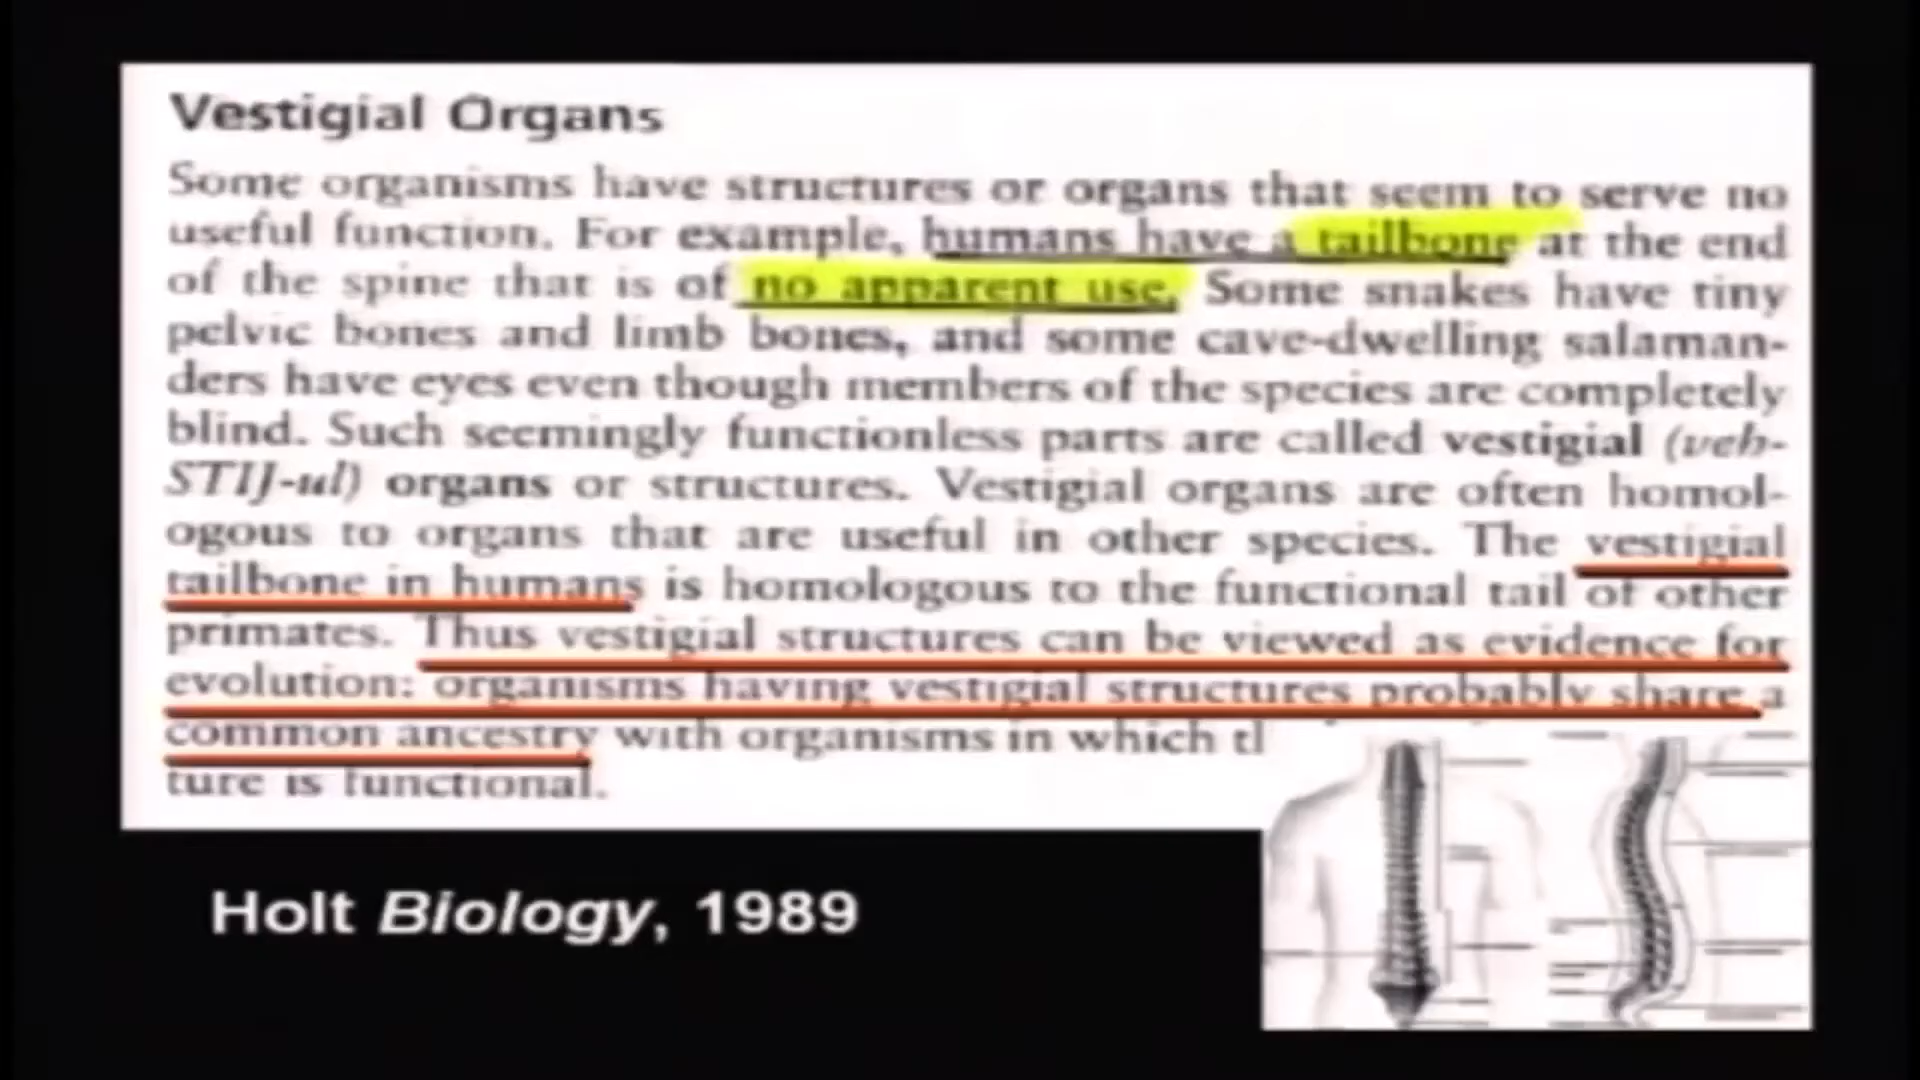 Vestigial Organs
Some organisms have structures or organs that seem to serve no
useful function. For example, humans have a tailbone at the end
of the spine that is of no apparent use. Some snakes have tiny
pelvic bones and limb bones, and some cave-dwelling salaman-
ders have eyes even though members of the species are completely
blind. Such seemingly functionless parts are called vestigial (veh-
STIJ-ul) organs or structures. Vestigial organs are often homol-
ogous to organs that are useful in other species. The vestigial
tailbone in humans is homologous to the functional tail of other
primates. Thus vestigial structures can be viewed as evidence for
evolution: organisms having vestigial structures probably share a
common ancestry with organisms in which
ture is functional.
Holt Biology, 1989